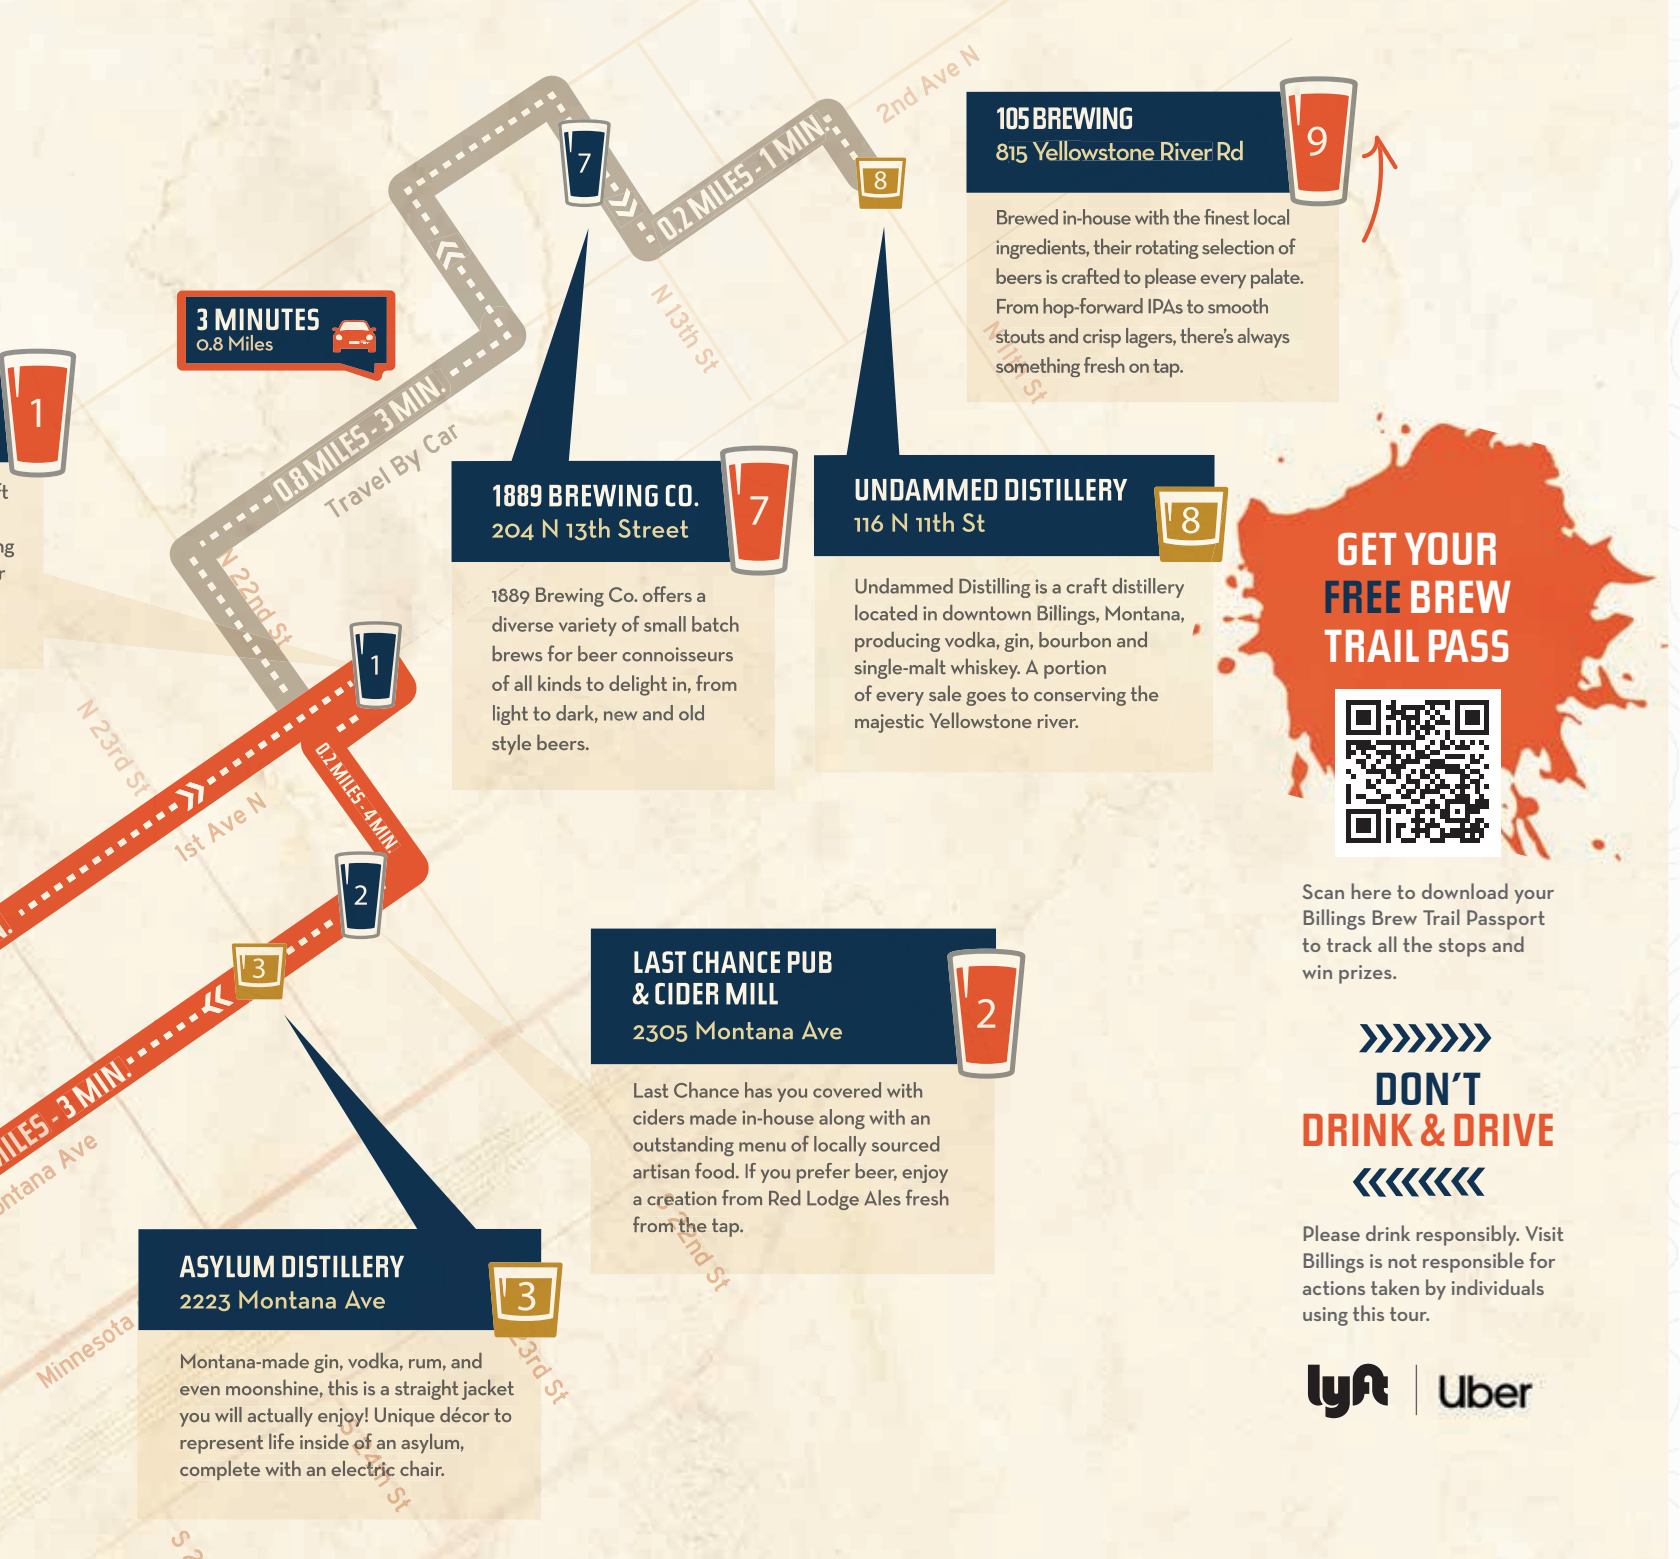 2nd Ave N
105 BREWING
815 Yellowstone River Rd
9
Brewed in-house with the finest local
ingredients, their rotating selection of
beers is crafted to please every palate.
From hop-forward IPAs to smooth
stouts and crisp lagers, there's always
something fresh on tap.
7
0.2 MILES - 1 MIN.
8
N 13th St
N 11th St
3 MINUTES
0.8 Miles
1
0.8 MILES - 3 MIN.
Travel By Car
1889 BREWING CO.
204 N 13th Street
7
1889 Brewing Co. offers a
diverse variety of small batch
brews for beer connoisseurs
of all kinds to delight in, from
light to dark, new and old
style beers.
UNDAMMED DISTILLERY
116 N 11th St
8
Undammed Distilling is a craft distillery
located in downtown Billings, Montana,
producing vodka, gin, bourbon and
single-malt whiskey. A portion
of every sale goes to conserving the
majestic Yellowstone river.
GET YOUR
FREE BREW
TRAIL PASS
Scan here to download your
Billings Brew Trail Passport
to track all the stops and
win prizes.
N 22nd St
1
N 23rd St
1st Ave N
0.2 MILES - 4 MIN.
2
3
MILES - 3 MIN.
LAST CHANCE PUB
& CIDER MILL
2305 Montana Ave
2
Last Chance has you covered with
ciders made in-house along with an
outstanding menu of locally sourced
artisan food. If you prefer beer, enjoy
a creation from Red Lodge Ales fresh
from the tap.
S 22nd St
DON'T
DRINK & DRIVE
Please drink responsibly. Visit
Billings is not responsible for
actions taken by individuals
using this tour.
lyft | Uber
ontana Ave
Minnesota
ASYLUM DISTILLERY
2223 Montana Ave
3
23rd St
Montana-made gin, vodka, rum, and
even moonshine, this is a straight jacket
you will actually enjoy! Unique décor to
represent life inside of an asylum,
complete with an electric chair.
S 24th St